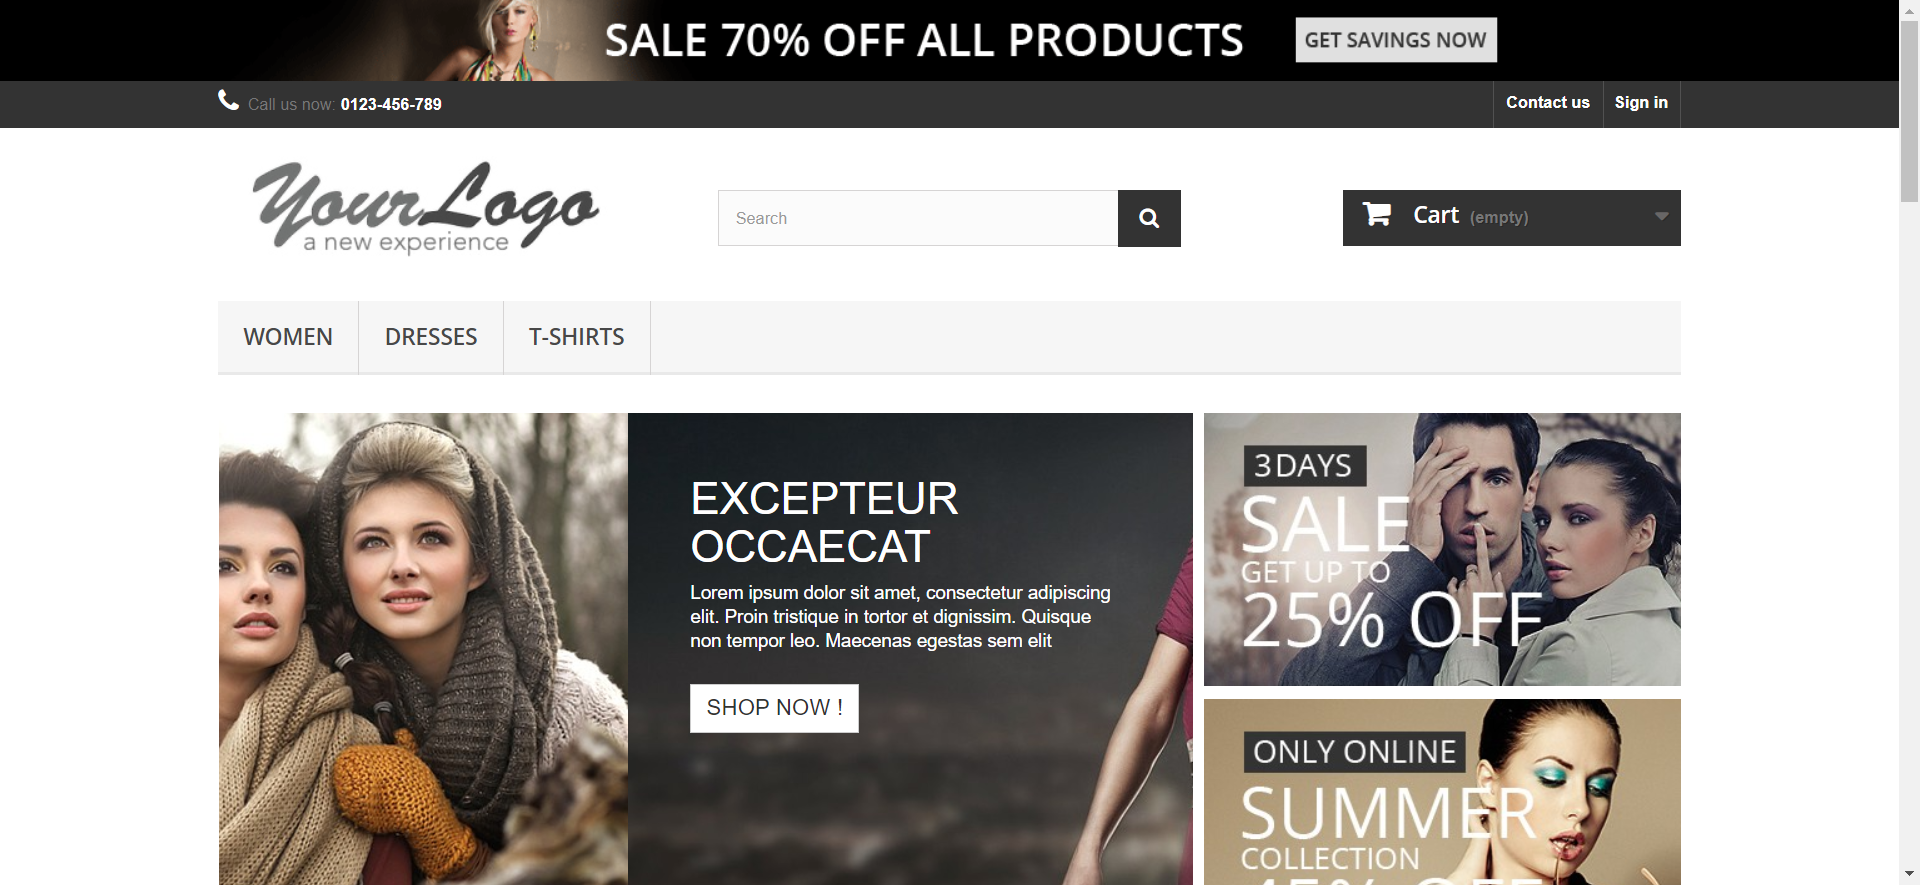 SALE 70% OFF ALL PRODUCTS
GET SAVINGS NOW
Call us now: 0123-456-789
Contact us
Sign in
YourLogo
a new experience
Search
Cart (empty)
WOMEN
DRESSES
T-SHIRTS
EXCEPTEUR
OCCAECAT
Lorem ipsum dolor sit amet, consectetur adipiscing
elit. Proin tristique in tortor et dignissim. Quisque
non tempor leo. Maecenas egestas sem elit
SHOP NOW !
3 DAYS
SALE
GET UP TO
25% OFF
ONLY ONLINE
SUMMER
COLLECTION